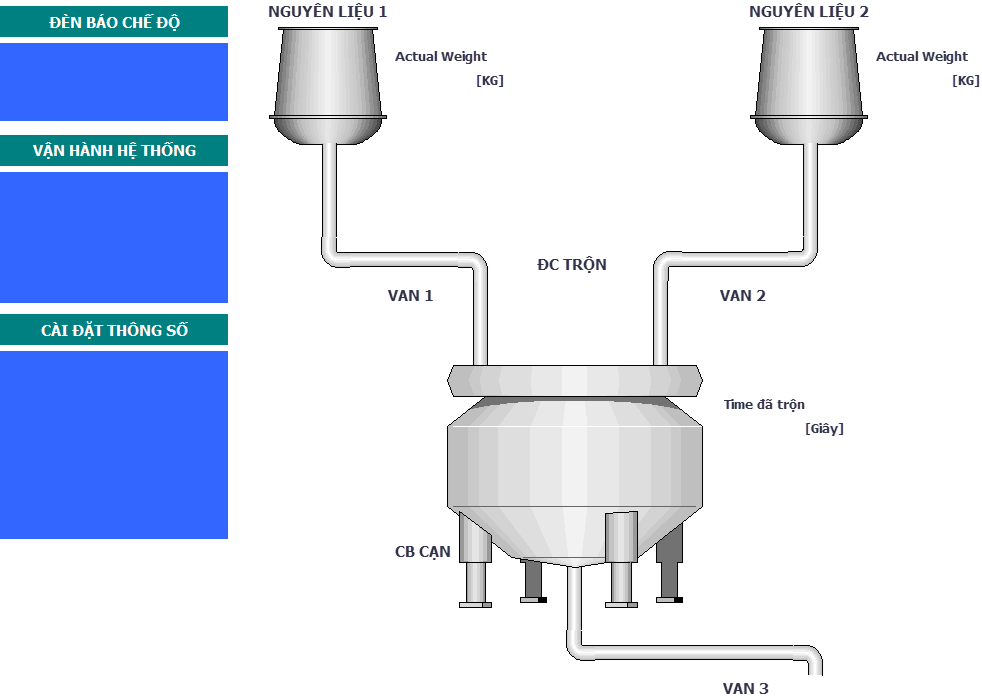 NGUYÊN LIỆU 1
NGUYÊN LIỆU 2
ĐÈN BÁO CHẾ ĐỘ
Actual Weight
[KG]
Actual Weight
[KG]
VẬN HÀNH HỆ THỐNG
ĐC TRỘN
VAN 1
VAN 2
CÀI ĐẶT THÔNG SỐ
Time đã trộn
[Giây]
CB CẠN
VAN 3